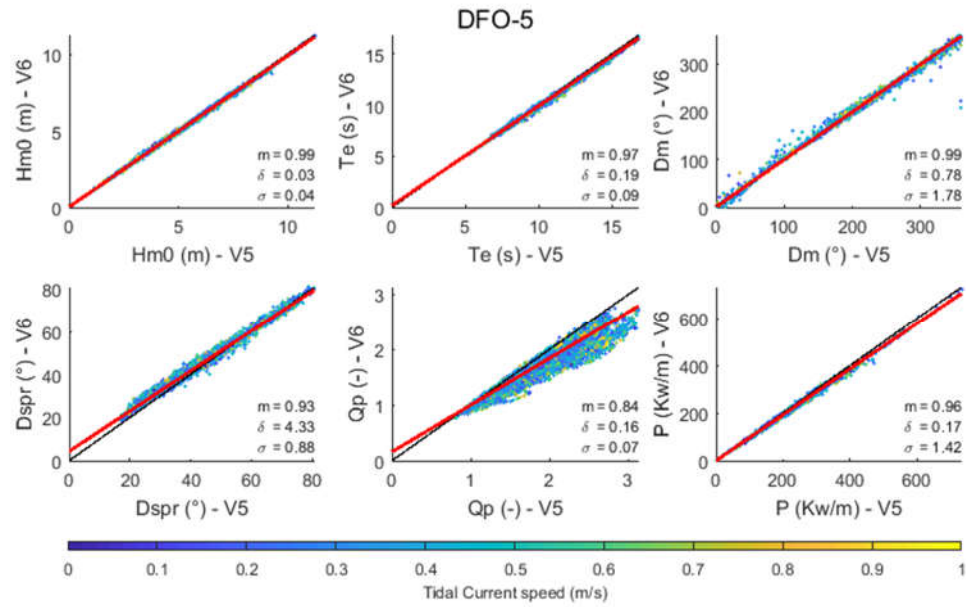 DFO-5
Hm0 (m) - V6
10
5
0
m = 0.99
δ = 0.03
σ = 0.04
0 5 10
Hm0 (m) - V5
Te (s) - V6
15
10
5
0
m = 0.97
δ = 0.19
σ = 0.09
0 5 10 15
Te (s) - V5
Dm (°) - V6
300
200
100
0
m = 0.99
δ = 0.78
σ = 1.78
0 100 200 300
Dm (°) - V5
Dspr (°) - V6
80
60
40
20
0
m = 0.93
δ = 4.33
σ = 0.88
0 20 40 60 80
Dspr (°) - V5
Qp (-) - V6
3
2
1
0
m = 0.84
δ = 0.16
σ = 0.07
0 1 2 3
Qp (-) - V5
P (Kw/m) - V6
600
400
200
0
m = 0.96
δ = 0.17
σ = 1.42
0 200 400 600
P (Kw/m) - V5
0 0.1 0.2 0.3 0.4 0.5 0.6 0.7 0.8 0.9 1
Tidal Current speed (m/s)